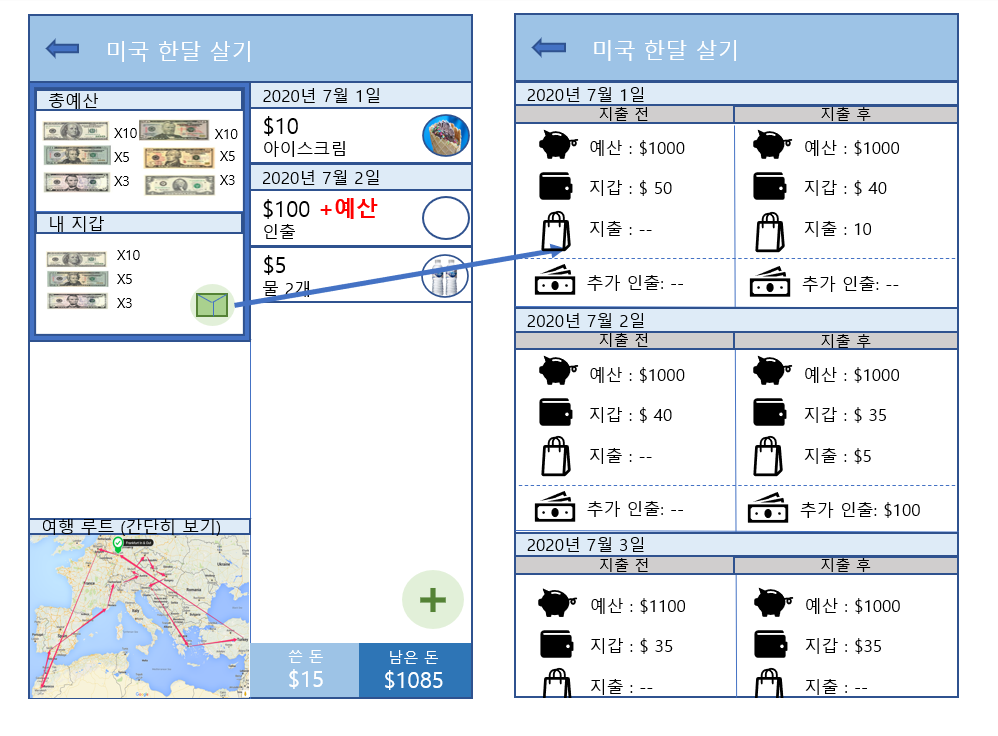 미국 한달 살기
총예산
X10
X10
X5
X5
X3
X3
내 지갑
X10
X5
X3
여행 루트 (간단히 보기)
2020년 7월 1일
$10
아이스크림
2020년 7월 2일
$100 +예산
인출
$5
물 2개
쓴 돈
$15
남은 돈
$1085
미국 한달 살기
2020년 7월 1일
지출 전
지출 후
예산 : $1000
예산 : $1000
지갑 : $ 50
지갑 : $ 40
지출 : --
지출 : 10
추가 인출: --
추가 인출: --
2020년 7월 2일
지출 전
지출 후
예산 : $1000
예산 : $1000
지갑 : $ 40
지갑 : $ 35
지출 : --
지출 : $5
추가 인출: --
추가 인출: $100
2020년 7월 3일
지출 전
지출 후
예산 : $1100
예산 : $1000
지갑 : $ 35
지갑 : $35
지출 : --
지출 : --